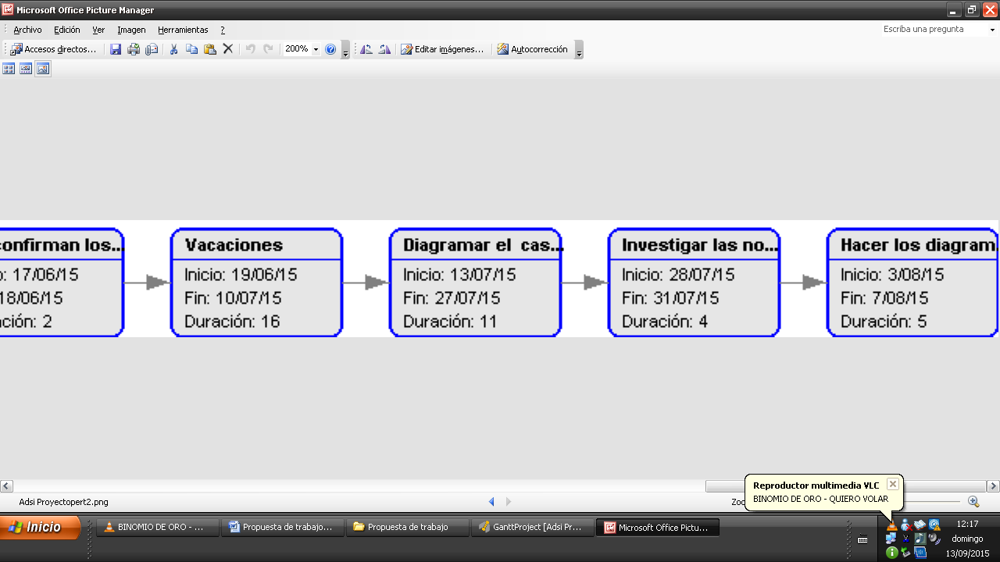 Microsoft Office Picture Manager
Archivo Edición Ver Imagen Herramientas ?
Escriba una pregunta
Accesos directos... 200% Editar imágenes... Autocorrección
confirman los...
17/06/15
18/06/15
2
Vacaciones
Inicio: 19/06/15
Fin: 10/07/15
Duración: 16
Diagramar el cas...
Inicio: 13/07/15
Fin: 27/07/15
Duración: 11
Investigar las no...
Inicio: 28/07/15
Fin: 31/07/15
Duración: 4
Hacer los diagram
Inicio: 3/08/15
Fin: 7/08/15
Duración: 5
Reproductor multimedia VLC
BINOMIO DE ORO - QUIERO VOLAR
Adsi Proyectopert2.png
Inicio
BINOMIO DE ORO - ...
Propuesta de trabajo...
Propuesta de trabajo
GanttProject [Adsi Pr...
Microsoft Office Pictu...
12:17
domingo
13/09/2015